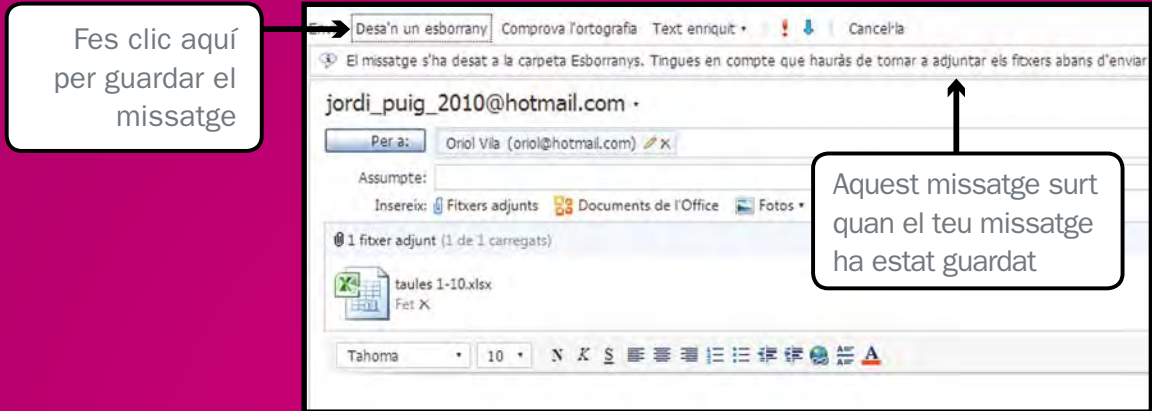 Fes clic aquí
per guardar el
missatge
Desa'n un esborrany Comprova l'ortografia Text enriquit Cancel·la
El missatge s'ha desat a la carpeta Esborranys. Tingues en compte que hauràs de tornar a adjuntar els fitxers abans d'enviar
jordi_puig_2010@hotmail.com
Per a: Oriol Vila (oriol@hotmail.com)
Assumpte:
Insereix: Fitxers adjunts Documents de l'Office Fotos
Aquest missatge surt
quan el teu missatge
ha estat guardat
1 fitxer adjunt (1 de 1 carregats)
taules 1-10.xlsx
Fet
Tahoma 10 N K S A